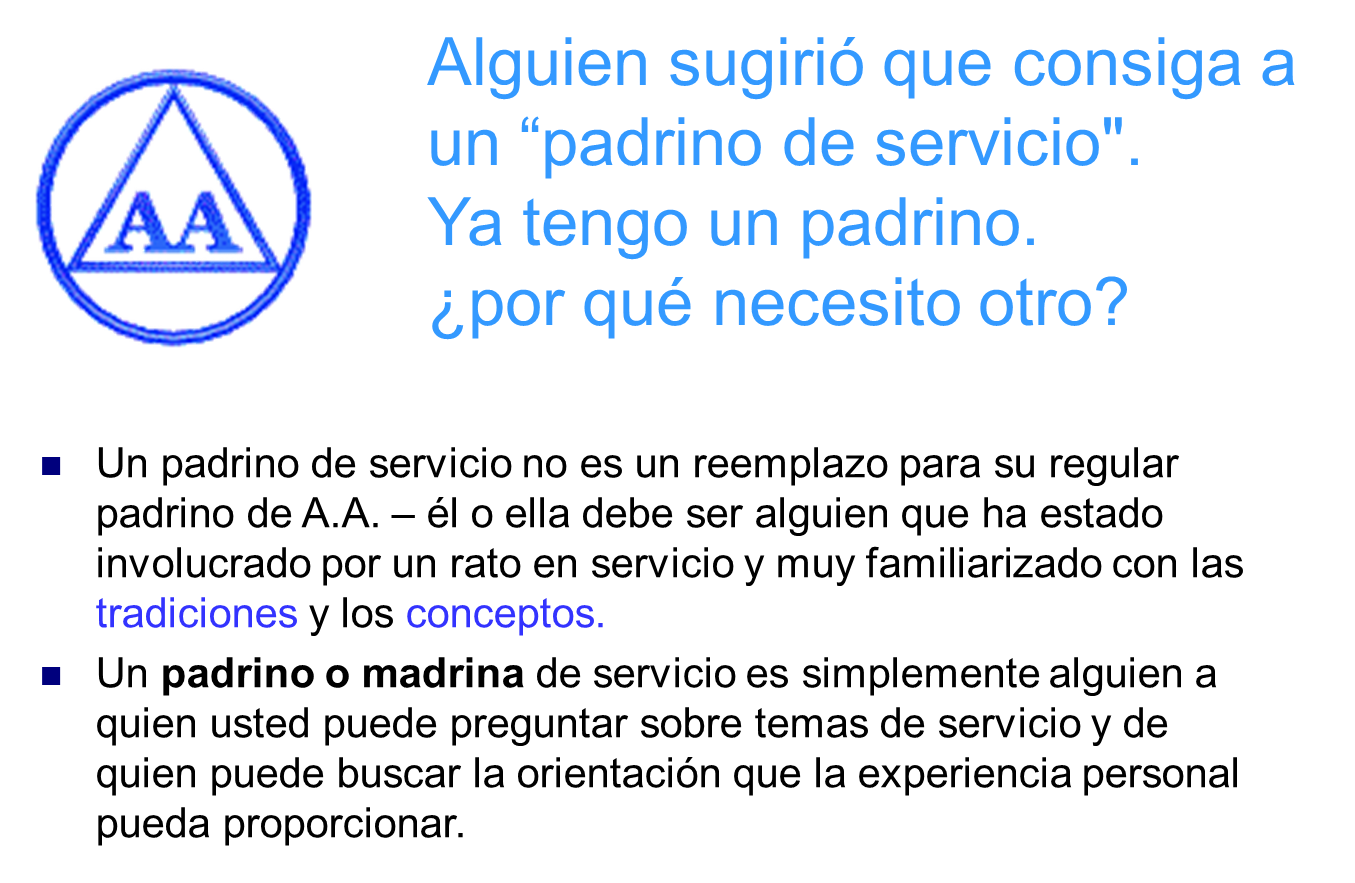 AA
Alguien sugirió que consiga a
un “padrino de servicio".
Ya tengo un padrino.
¿por qué necesito otro?
■ Un padrino de servicio no es un reemplazo para su regular
padrino de A.A. – él o ella debe ser alguien que ha estado
involucrado por un rato en servicio y muy familiarizado con las
tradiciones y los conceptos.
■ Un padrino o madrina de servicio es simplemente alguien a
quien usted puede preguntar sobre temas de servicio y de
quien puede buscar la orientación que la experiencia personal
pueda proporcionar.